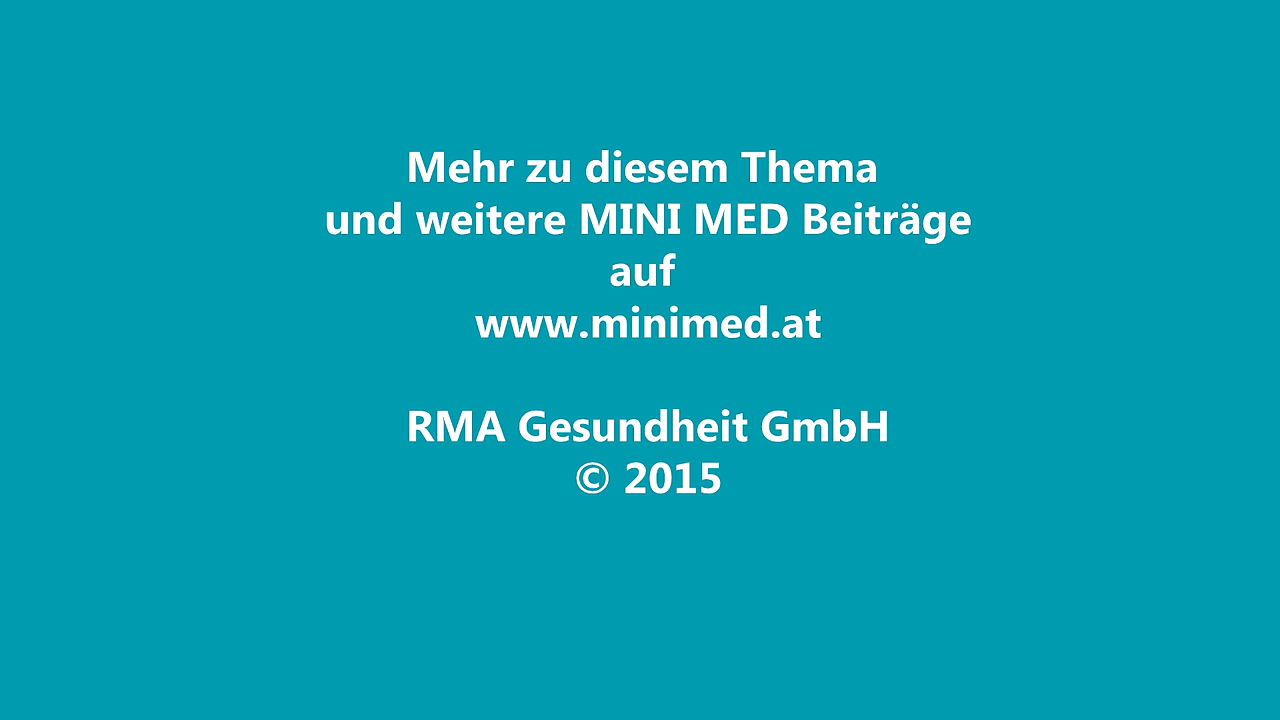 Mehr zu diesem Thema
und weitere MINI MED Beiträge
auf
www.minimed.at
RMA Gesundheit GmbH
© 2015